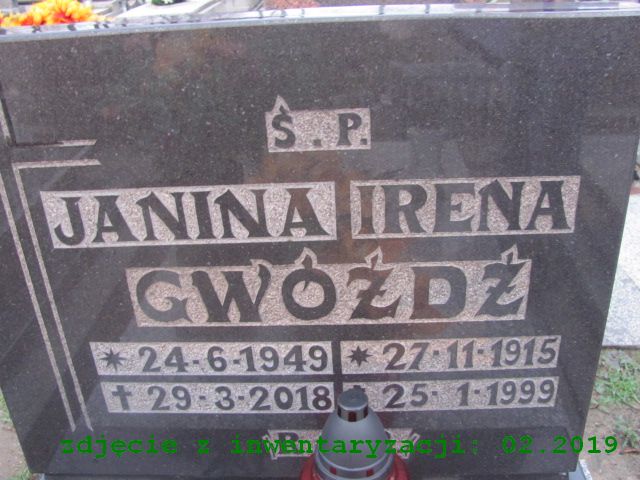 Ś.P.
JANINA IRENA
GWÓŹDŹ
✶ 24-6-1949 ✶ 27-11-1915
✝ 29-3-2018 ✝ 25-1-1999
zdjęcie z inwentaryzacji: 02.2019